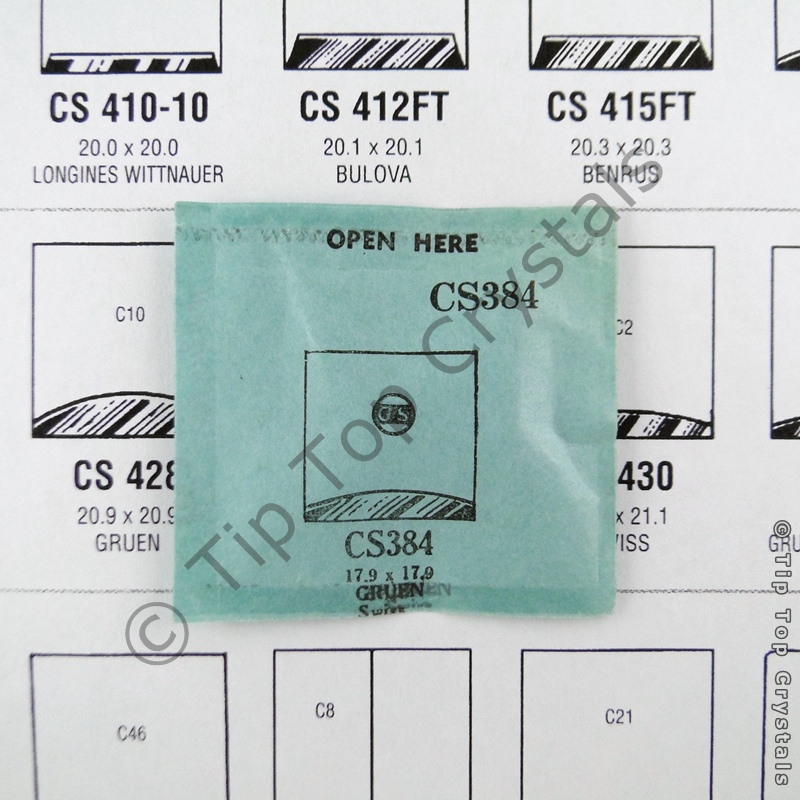 CS 410-10 CS 412FT CS 415FT
20.0 x 20.0 20.1 x 20.1 20.3 x 20.3
LONGINES WITTNAUER BULOVA BENRUS
OPEN HERE
CS384
C10
C2
GS
CS 428
430
CS384
20.9 x 20.9
x 21.1
GRUEN
17.9 x 17.9
GRUEN
Swiss
C46 C8 C21
© Tip Top Crystals
©Tip Top Crystals